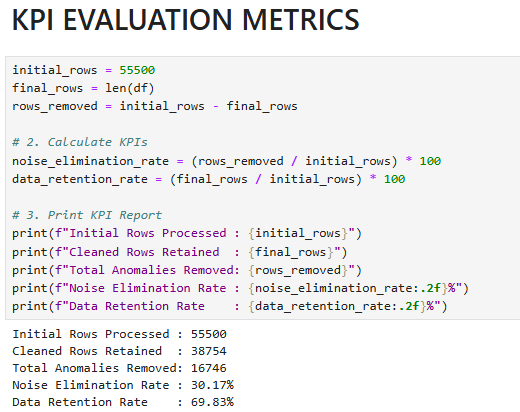 KPI EVALUATION METRICS
initial_rows = 55500
final_rows = len(df)
rows_removed = initial_rows - final_rows
# 2. Calculate KPIs
noise_elimination_rate = (rows_removed / initial_rows) * 100
data_retention_rate = (final_rows / initial_rows) * 100
# 3. Print KPI Report
print(f"Initial Rows Processed : {initial_rows}")
print(f"Cleaned Rows Retained  : {final_rows}")
print(f"Total Anomalies Removed: {rows_removed}")
print(f"Noise Elimination Rate : {noise_elimination_rate:.2f}%")
print(f"Data Retention Rate    : {data_retention_rate:.2f}%")
Initial Rows Processed : 55500
Cleaned Rows Retained  : 38754
Total Anomalies Removed: 16746
Noise Elimination Rate : 30.17%
Data Retention Rate    : 69.83%